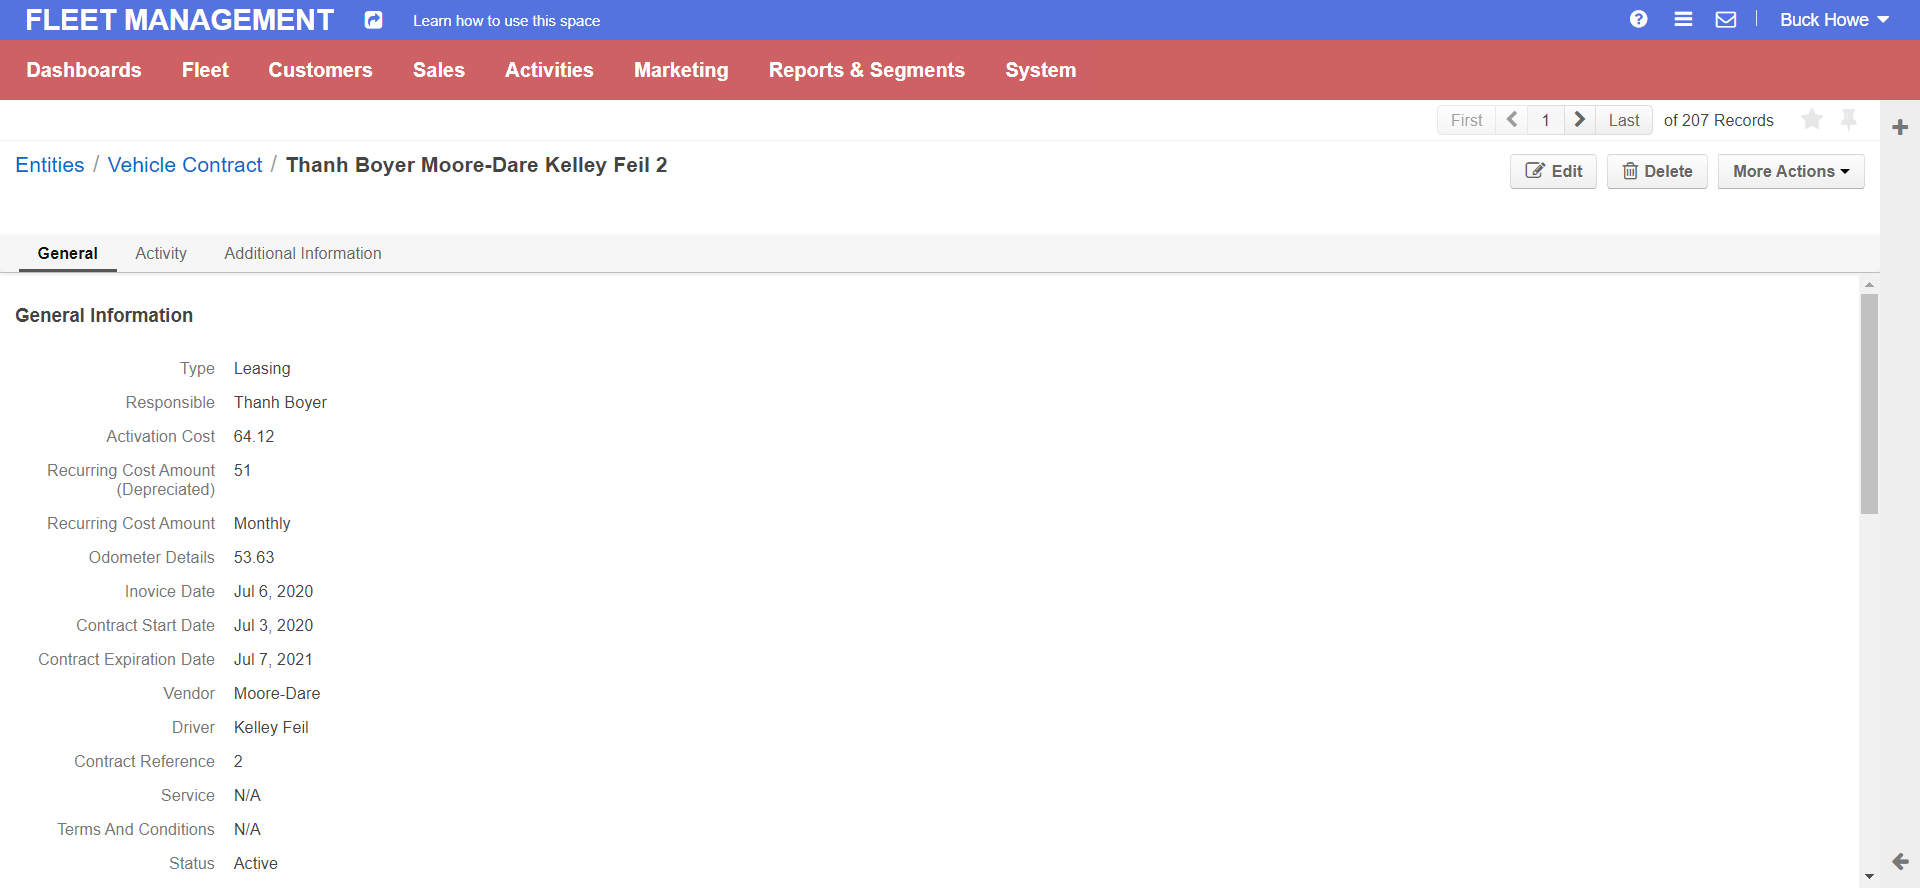 FLEET MANAGEMENT Learn how to use this space Buck Howe
Dashboards Fleet Customers Sales Activities Marketing Reports & Segments System
First 1 Last of 207 Records
Entities / Vehicle Contract / Thanh Boyer Moore-Dare Kelley Feil 2
Edit Delete More Actions
General Activity Additional Information
General Information
Type Leasing
Responsible Thanh Boyer
Activation Cost 64.12
Recurring Cost Amount 51
(Depreciated)
Recurring Cost Amount Monthly
Odometer Details 53.63
Inovice Date Jul 6, 2020
Contract Start Date Jul 3, 2020
Contract Expiration Date Jul 7, 2021
Vendor Moore-Dare
Driver Kelley Feil
Contract Reference 2
Service N/A
Terms And Conditions N/A
Status Active